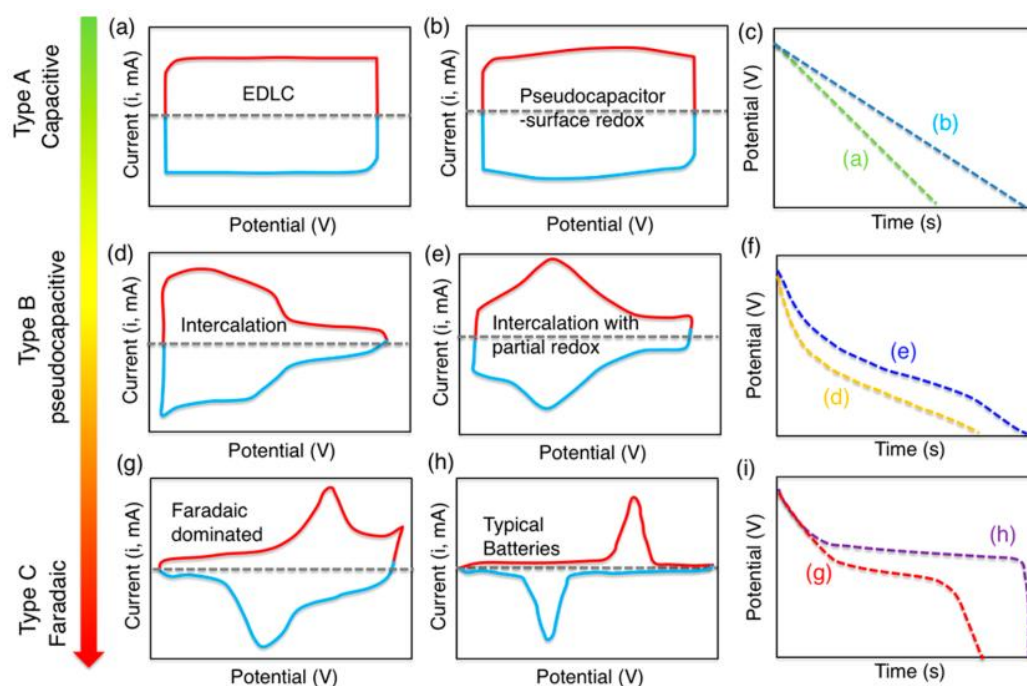 Type A
Capacitive
(a)
Current (i, mA)
EDLC
Potential (V)
(b)
Current (i, mA)
Pseudocapacitor
-surface redox
Potential (V)
(c)
Potential (V)
(b)
(a)
Time (s)
Type B
pseudocapacitive
(d)
Current (i, mA)
Intercalation
Potential (V)
(e)
Current (i, mA)
Intercalation with
partial redox
Potential (V)
(f)
Potential (V)
(e)
(d)
Time (s)
Type C
Faradaic
(g)
Current (i, mA)
Faradaic
dominated
Potential (V)
(h)
Current (i, mA)
Typical
Batteries
Potential (V)
(i)
Potential (V)
(h)
(g)
Time (s)